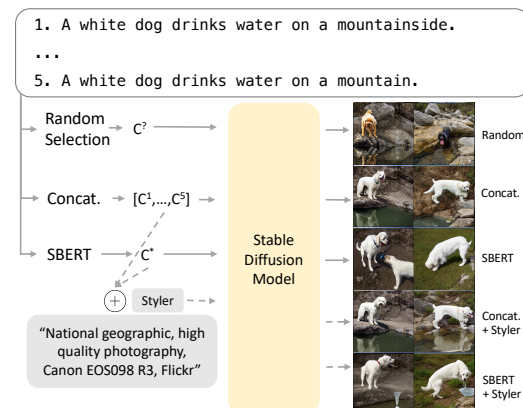 1. A white dog drinks water on a mountainside.
...
5. A white dog drinks water on a mountain.
Random
Selection
C?
Random
Concat.
[C1,...,C5]
Concat.
SBERT
C*
Stable
Diffusion
Model
SBERT
+
Styler
Concat.
+ Styler
"National geographic, high
quality photography,
Canon EOS098 R3, Flickr"
SBERT
+ Styler